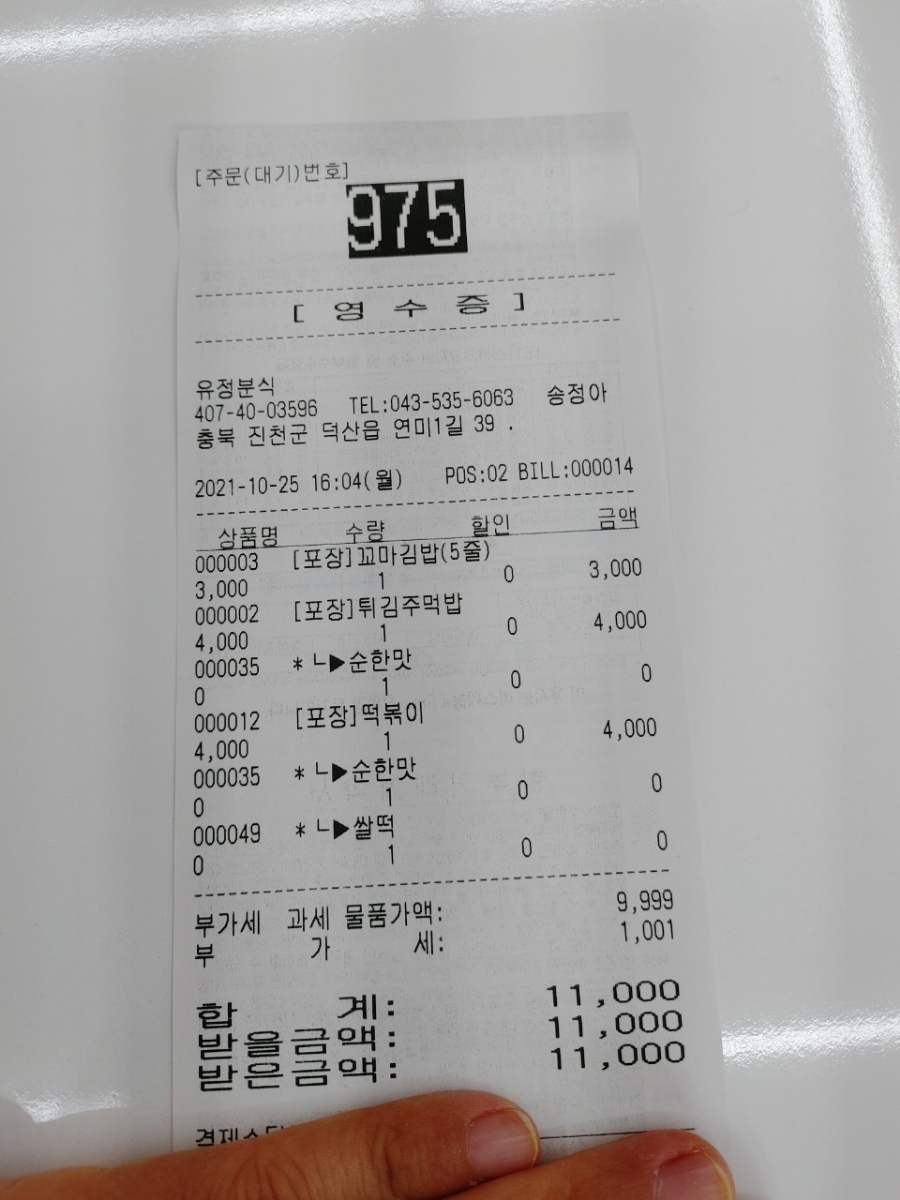 [주문(대기)번호]
975
[ 영 수 증 ]
유정분식
407-40-03596 TEL:043-535-6063 송정아
충북 진천군 덕산읍 연미1길 39 .
2021-10-25 16:04(월) POS:02 BILL:000014
상품명 수량 할인 금액
000003 [포장]꼬마김밥(5줄)
3,000 1 0 3,000
000002 [포장]튀김주먹밥
4,000 1 0 4,000
000035 *└▶순한맛
0 1 0 0
000012 [포장]떡볶이
4,000 1 0 4,000
000035 *└▶순한맛
0 1 0 0
000049 *└▶쌀떡
0 1 0 0
부가세 과세 물품가액: 9,999
부 가 세: 1,001
합 계: 11,000
받을금액: 11,000
받은금액: 11,000